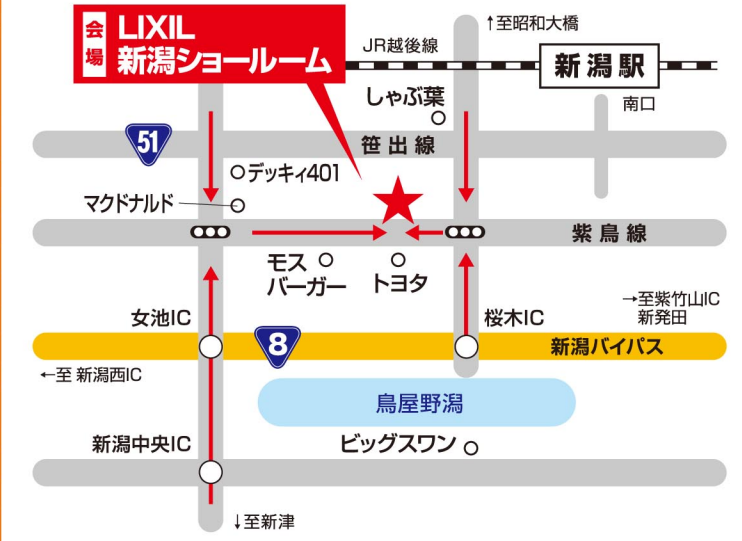 会場
LIXIL
新潟ショールーム
↑至昭和大橋
JR越後線
新潟駅
南口
しゃぶ葉
51
笹出線
デッキィ401
マクドナルド
紫鳥線
モス
バーガー
トヨタ
女池IC
8
桜木IC
→至紫竹山IC
新発田
新潟バイパス
←至 新潟西IC
鳥屋野潟
新潟中央IC
ビッグスワン
↓至新津